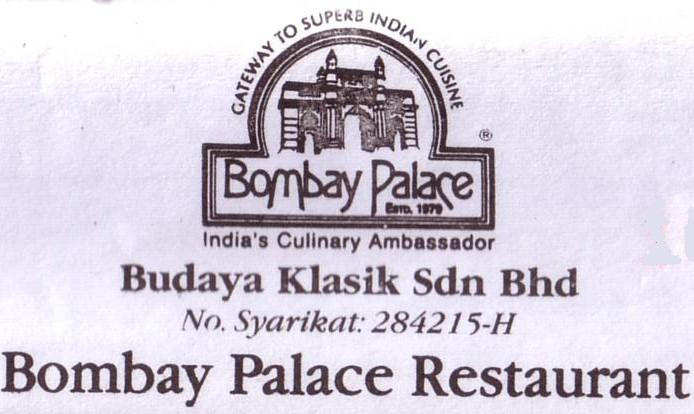 GATEWAY TO SUPERB INDIAN CUISINE
®
Bombay Palace
ESTD. 1979
India's Culinary Ambassador
Budaya Klasik Sdn Bhd
No. Syarikat: 284215-H
Bombay Palace Restaurant